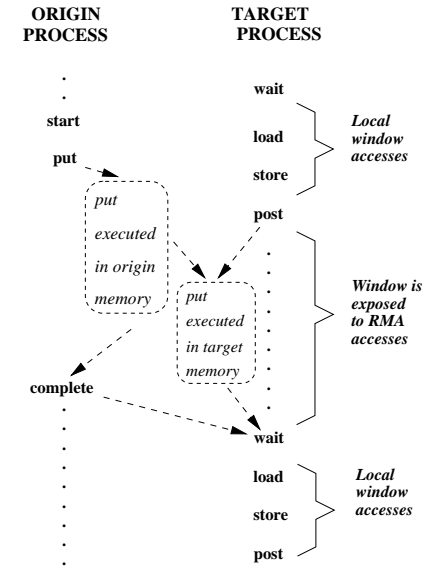 ORIGIN
PROCESS
TARGET
PROCESS
wait
start
Local
window
accesses
load
put
store
put
executed
in origin
memory
post
Window is
exposed
to RMA
accesses
put
executed
in target
memory
complete
wait
load
Local
window
accesses
store
post